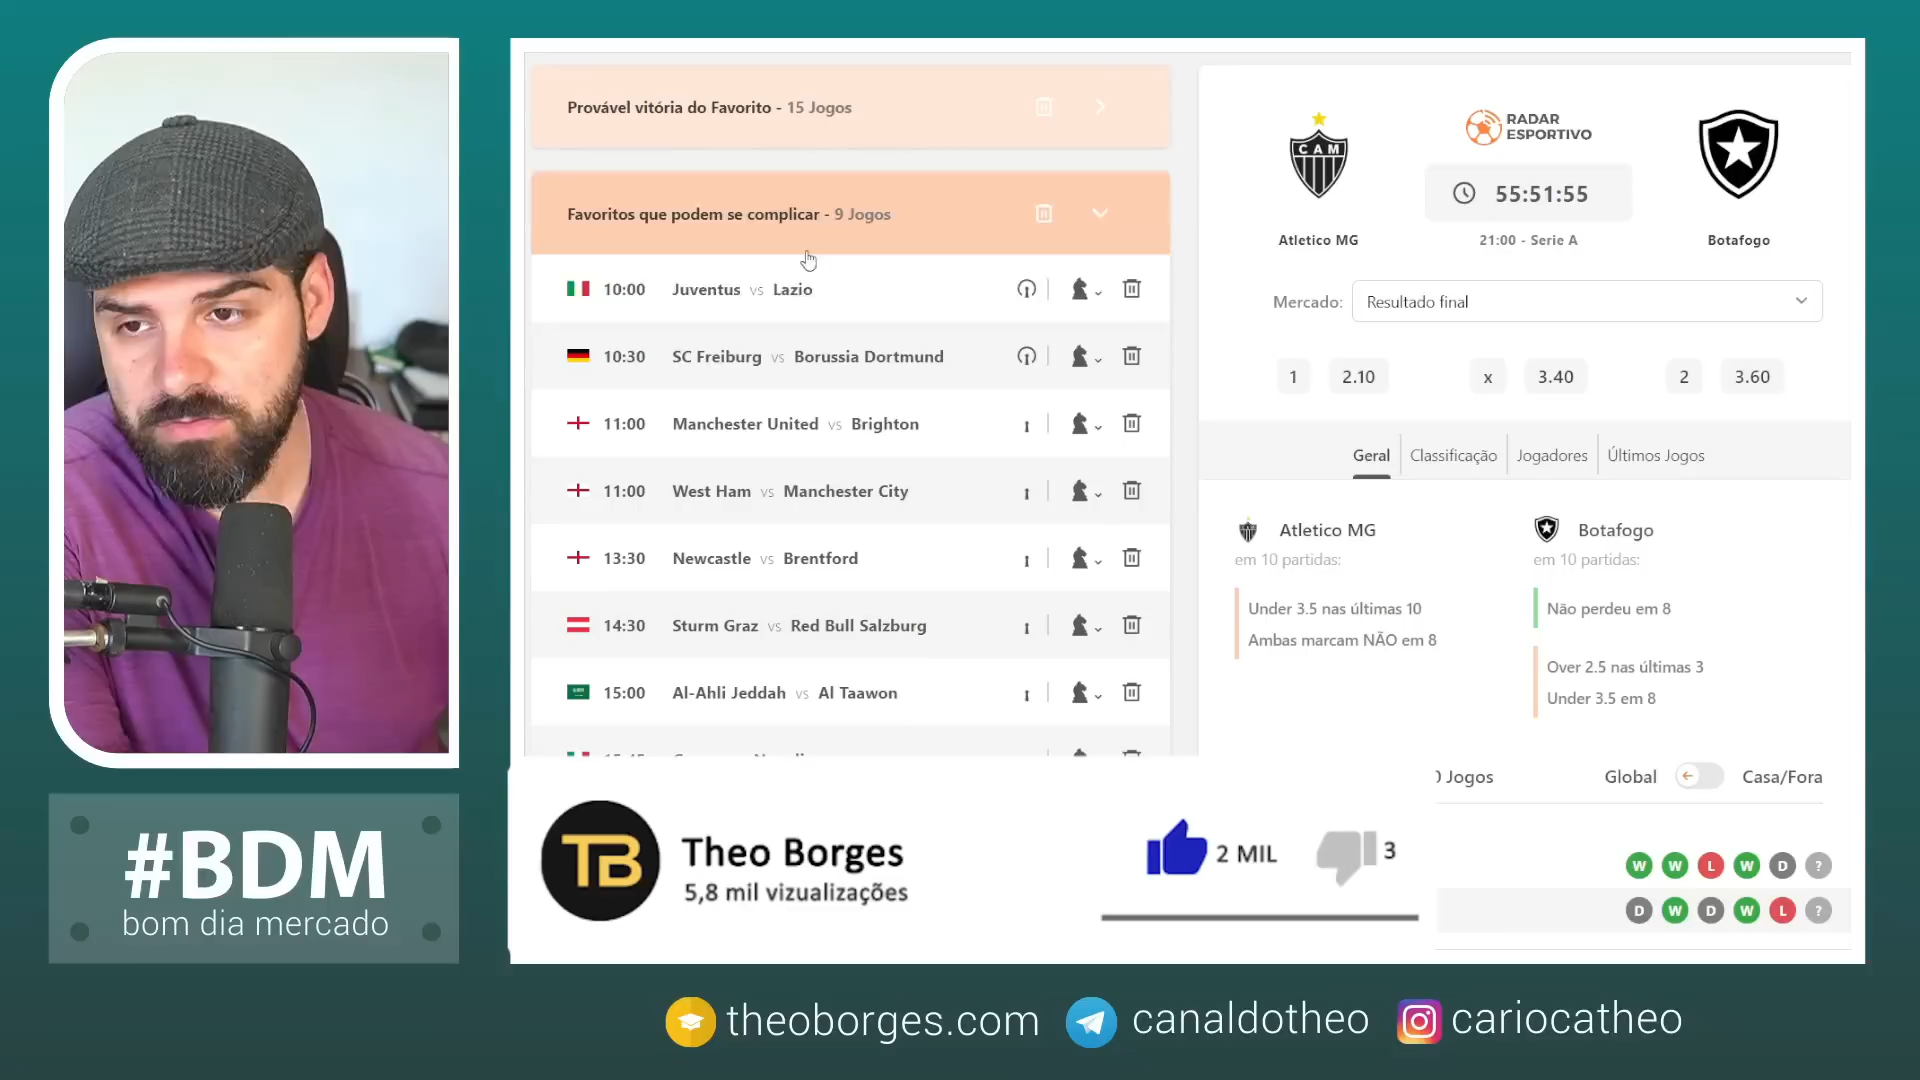 Provável vitória do Favorito - 15 Jogos
Favoritos que podem se complicar - 9 Jogos
10:00 Juventus vs Lazio
10:30 SC Freiburg vs Borussia Dortmund
11:00 Manchester United vs Brighton
11:00 West Ham vs Manchester City
13:30 Newcastle vs Brentford
14:30 Sturm Graz vs Red Bull Salzburg
15:00 Al-Ahli Jeddah vs Al Taawon
CAM
RADAR
ESPORTIVO
55:51:55
Atletico MG
21:00 - Serie A
Botafogo
Mercado: Resultado final
1 2.10 x 3.40 2 3.60
Geral Classificação Jogadores Últimos Jogos
Atletico MG
em 10 partidas:
Under 3.5 nas últimas 10
Ambas marcam NÃO em 8
Botafogo
em 10 partidas:
Não perdeu em 8
Over 2.5 nas últimas 3
Under 3.5 em 8
Jogos Global Casa/Fora
W W L W D ?
D W D W L ?
TB
Theo Borges
5,8 mil vizualizações
2 MIL 3
#BDM
bom dia mercado
theoborges.com canaldotheo cariocatheo